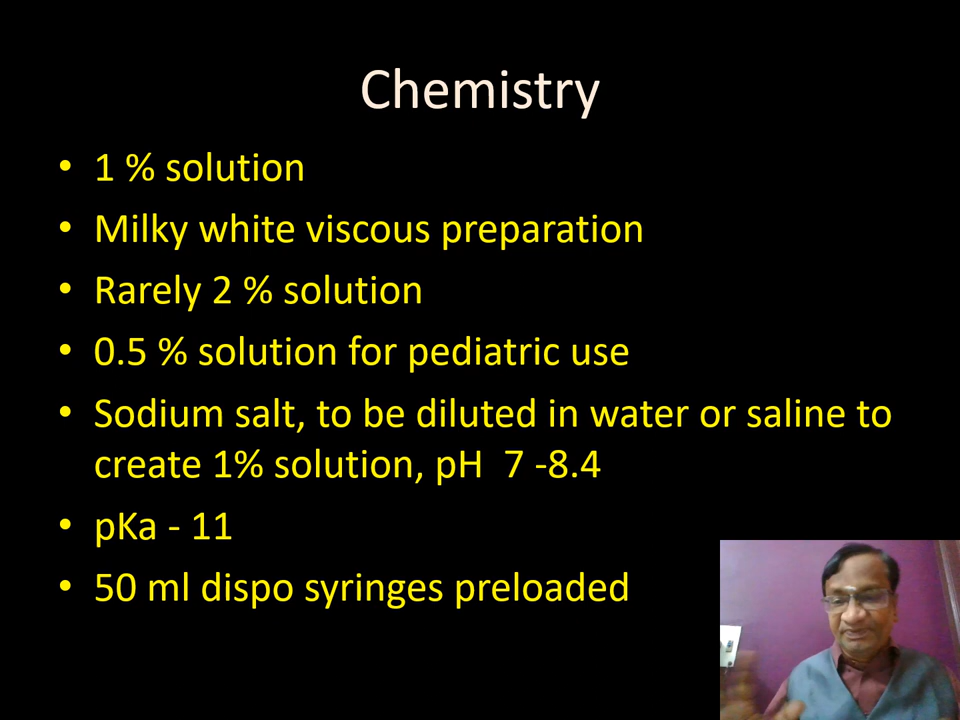 Chemistry
• 1 % solution
• Milky white viscous preparation
• Rarely 2 % solution
• 0.5 % solution for pediatric use
• Sodium salt, to be diluted in water or saline to
create 1% solution, pH  7 -8.4
• pKa - 11
• 50 ml dispo syringes preloaded